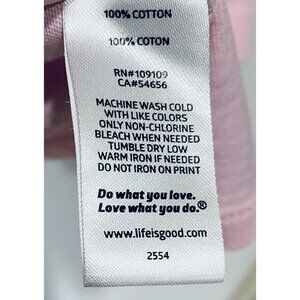 100% COTTON
100% COTON
RN#109109
CA#54656
MACHINE WASH COLD
WITH LIKE COLORS
ONLY NON-CHLORINE
BLEACH WHEN NEEDED
TUMBLE DRY LOW
WARM IRON IF NEEDED
DO NOT IRON ON PRINT
Do what you love.
Love what you do.®
www.lifeisgood.com
2554